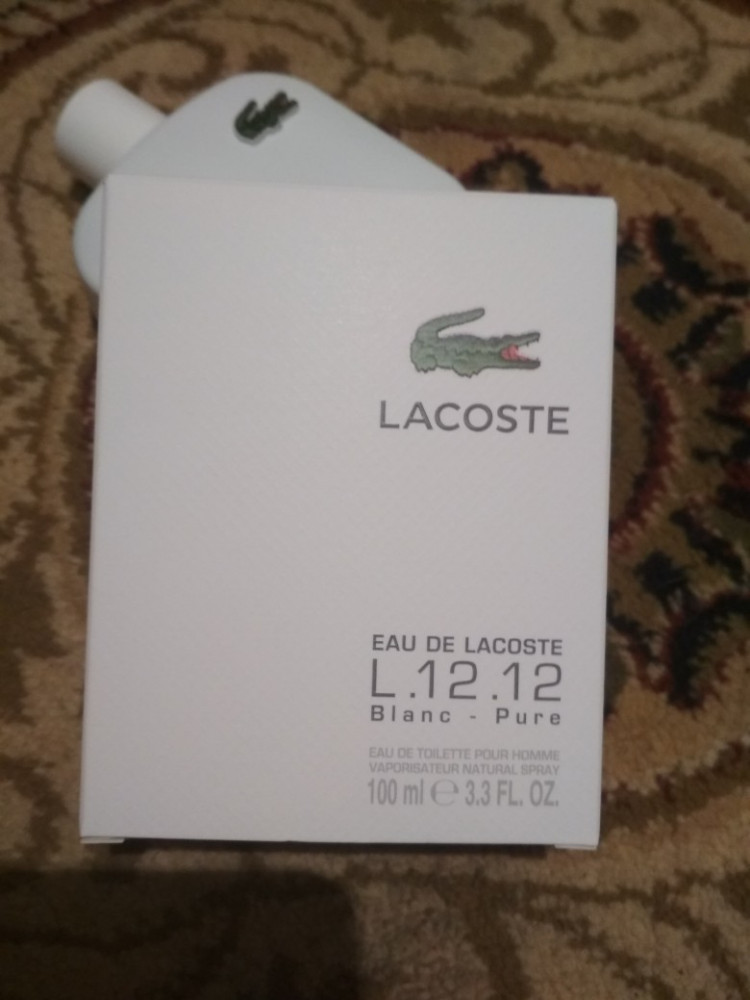 LACOSTE
EAU DE LACOSTE
L.12.12
Blanc - Pure
EAU DE TOILETTE POUR HOMME
VAPORISATEUR NATURAL SPRAY
100 ml ℮ 3.3 FL. OZ.